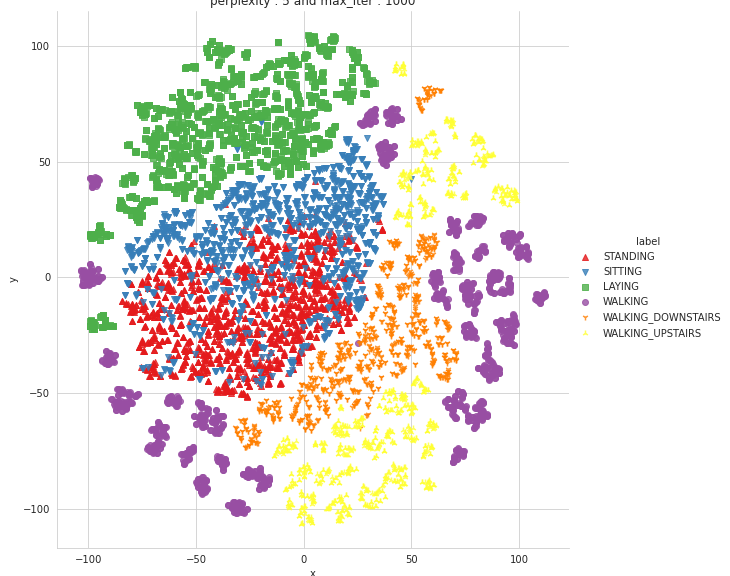 perplexity : 5 and max_iter : 1000
100
50
0
−50
−100
y
−100
−50
0
50
100
x
label
STANDING
SITTING
LAYING
WALKING
WALKING_DOWNSTAIRS
WALKING_UPSTAIRS